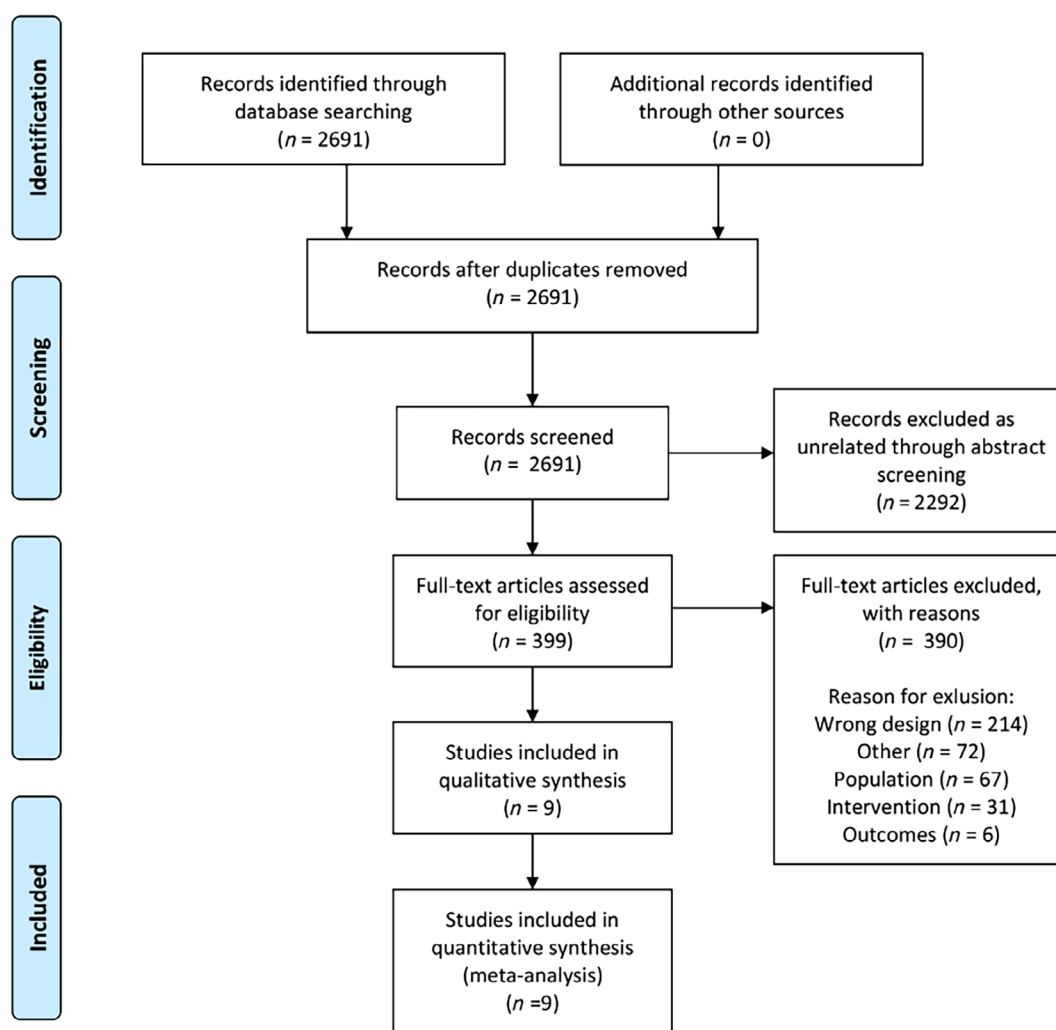 Identification
Records identified through
database searching
(n = 2691)
Additional records identified
through other sources
(n = 0)
Records after duplicates removed
(n = 2691)
Screening
Records screened
(n = 2691)
Records excluded as
unrelated through abstract
screening
(n = 2292)
Eligibility
Full-text articles assessed
for eligibility
(n = 399)
Full-text articles excluded,
with reasons
(n = 390)
Reason for exlusion:
Wrong design (n = 214)
Other (n = 72)
Population (n = 67)
Intervention (n = 31)
Outcomes (n = 6)
Studies included in
qualitative synthesis
(n = 9)
Included
Studies included in
quantitative synthesis
(meta-analysis)
(n =9)